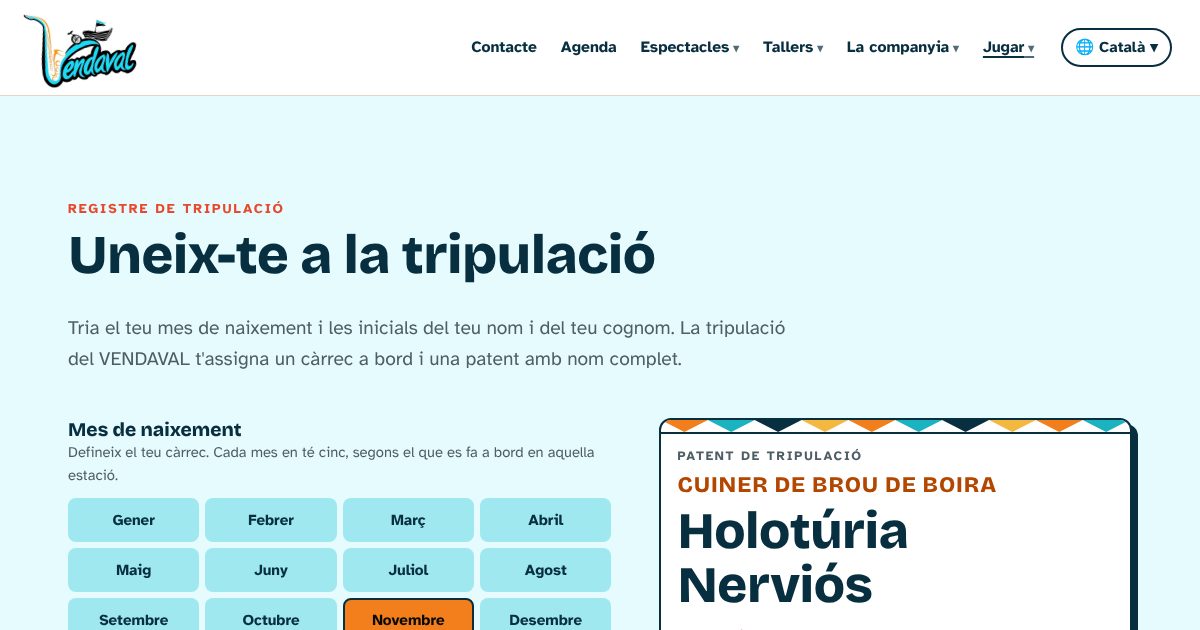 Vendaval
Contacte
Agenda
Espectacles ▾
Tallers ▾
La companyia ▾
Jugar ▾
🌐 Català ▾
REGISTRE DE TRIPULACIÓ
Uneix-te a la tripulació
Tria el teu mes de naixement i les inicials del teu nom i del teu cognom. La tripulació
del VENDAVAL t'assigna un càrrec a bord i una patent amb nom complet.
Mes de naixement
Defineix el teu càrrec. Cada mes en té cinc, segons el que es fa a bord en aquella
estació.
Gener
Febrer
Març
Abril
Maig
Juny
Juliol
Agost
Setembre
Octubre
Novembre
Desembre
PATENT DE TRIPULACIÓ
CUINER DE BROU DE BOIRA
Holotúria
Nerviós